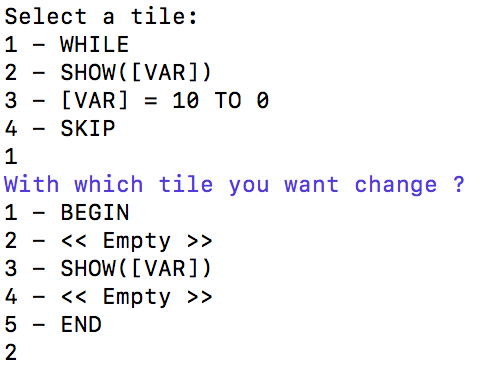 Select a tile:
1 – WHILE
2 – SHOW([VAR])
3 – [VAR] = 10 TO 0
4 – SKIP
1
With which tile you want change ?
1 – BEGIN
2 – << Empty >>
3 – SHOW([VAR])
4 – << Empty >>
5 – END
2